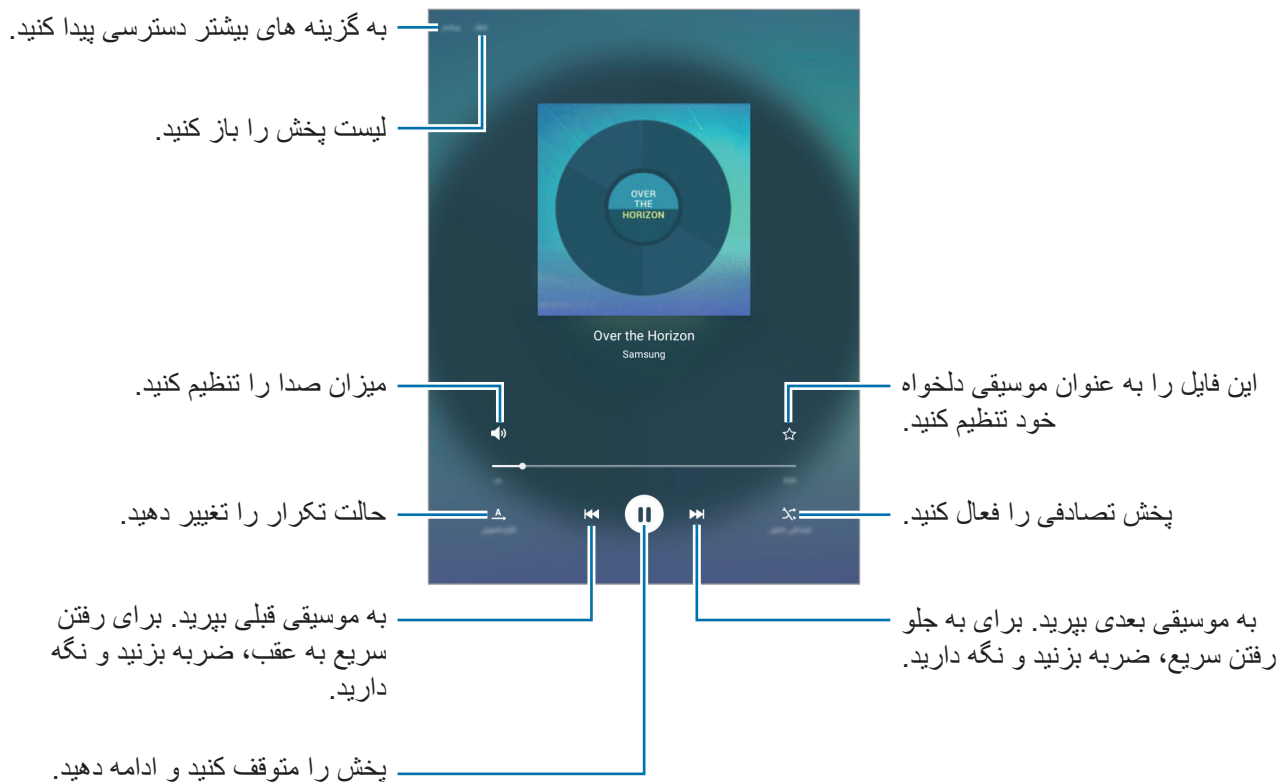 به گزینه های بیشتر دسترسی پیدا کنید.
لیست پخش را باز کنید.
OVER
THE
HORIZON
Over the Horizon
Samsung
میزان صدا را تنظیم کنید.
این فایل را به عنوان موسیقی دلخواه
خود تنظیم کنید.
حالت تکرار را تغییر دهید.
A
پخش تصادفی را فعال کنید.
به موسیقی قبلی بپرید. برای رفتن
سریع به عقب، ضربه بزنید و نگه
دارید.
به موسیقی بعدی بپرید. برای به جلو
رفتن سریع، ضربه بزنید و نگه دارید.
پخش را متوقف کنید و ادامه دهید.